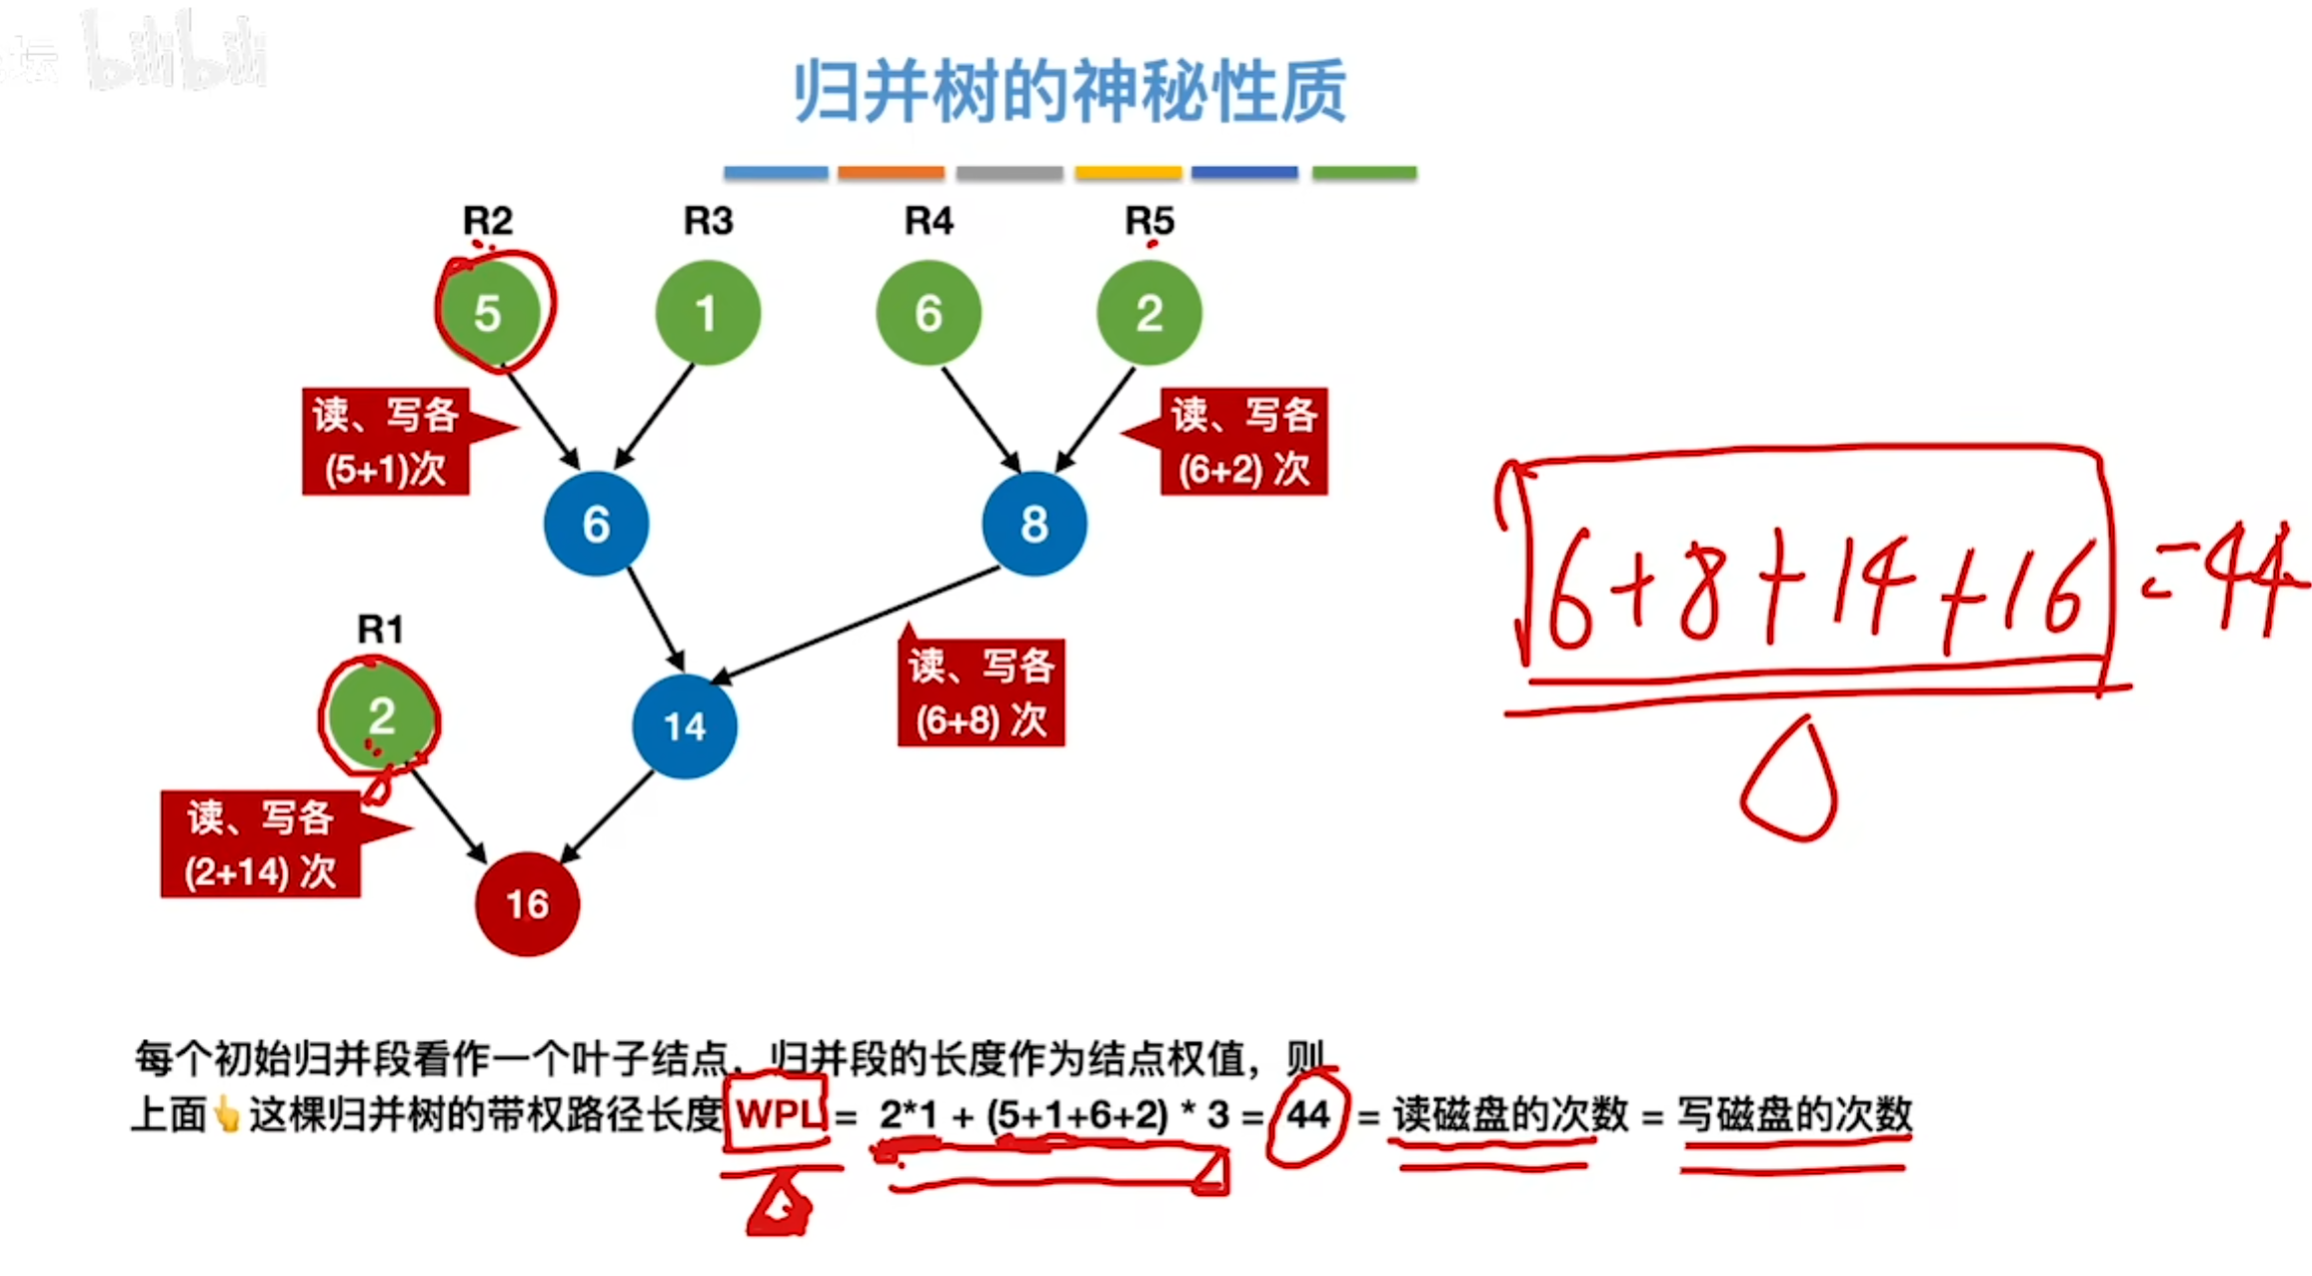 坛 bilibili
归并树的神秘性质
R2 R3 R4 R5
5 1 6 2
读、写各
(5+1)次
读、写各
(6+2) 次
6 8
6+8+14+16 =44
R1
2
14
读、写各
(6+8) 次
读、写各
(2+14) 次
16
每个初始归并段看作一个叶子结点，归并段的长度作为结点权值，则
上面👆这棵归并树的带权路径长度 WPL = 2*1 + (5+1+6+2) * 3 = 44 = 读磁盘的次数 = 写磁盘的次数